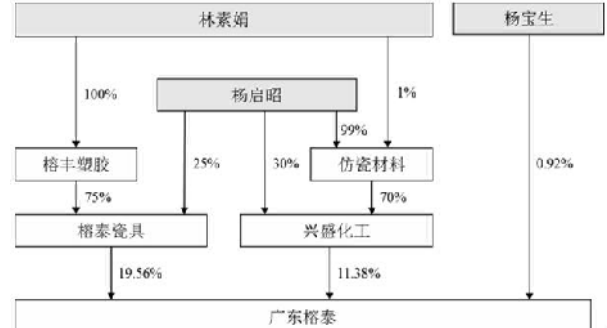 林素娟
杨宝生
100%
杨启昭
1%
99%
榕丰塑胶
25%
30%
仿瓷材料
0.92%
75%
70%
榕泰瓷具
兴盛化工
19.56%
11.38%
广东榕泰